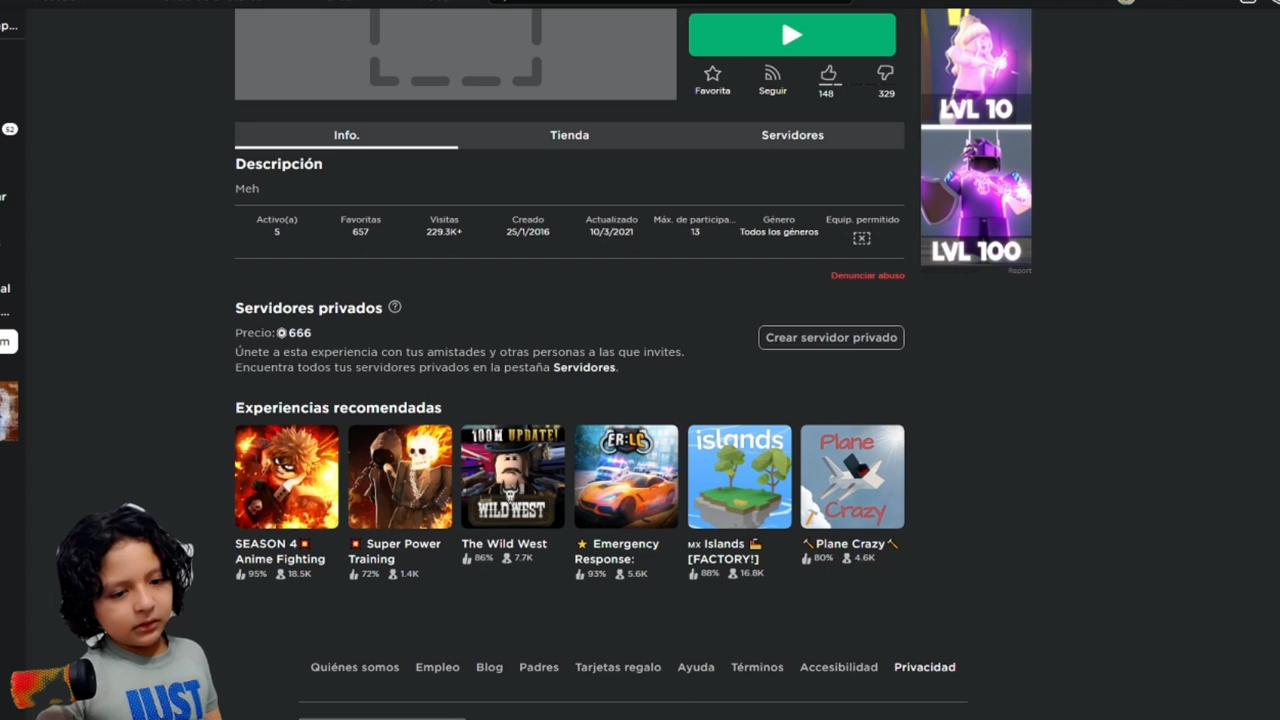 p...
52
ar
al
...
m
Favorita
Seguir
148
329
LVL 10
LVL 100
Report
Info.
Tienda
Servidores
Descripción
Meh
Activo(a)
Favoritas
Visitas
Creado
Actualizado
Máx. de participa...
Género
Equip. permitido
5
657
229.3K+
25/1/2016
10/3/2021
13
Todos los géneros
Denunciar abuso
Servidores privados
Precio: 666
Crear servidor privado
Únete a esta experiencia con tus amistades y otras personas a las que invites.
Encuentra todos tus servidores privados en la pestaña Servidores.
Experiencias recomendadas
100M UPDATE!
WILD WEST
ER:LC
islands
Plane
Crazy
SEASON 4
Anime Fighting
95% 18.5K
Super Power
Training
72% 1.4K
The Wild West
86% 7.7K
Emergency
Response:
93% 5.6K
MX Islands
[FACTORY!]
88% 16.8K
Plane Crazy
80% 4.6K
JUST
Quiénes somos
Empleo
Blog
Padres
Tarjetas regalo
Ayuda
Términos
Accesibilidad
Privacidad